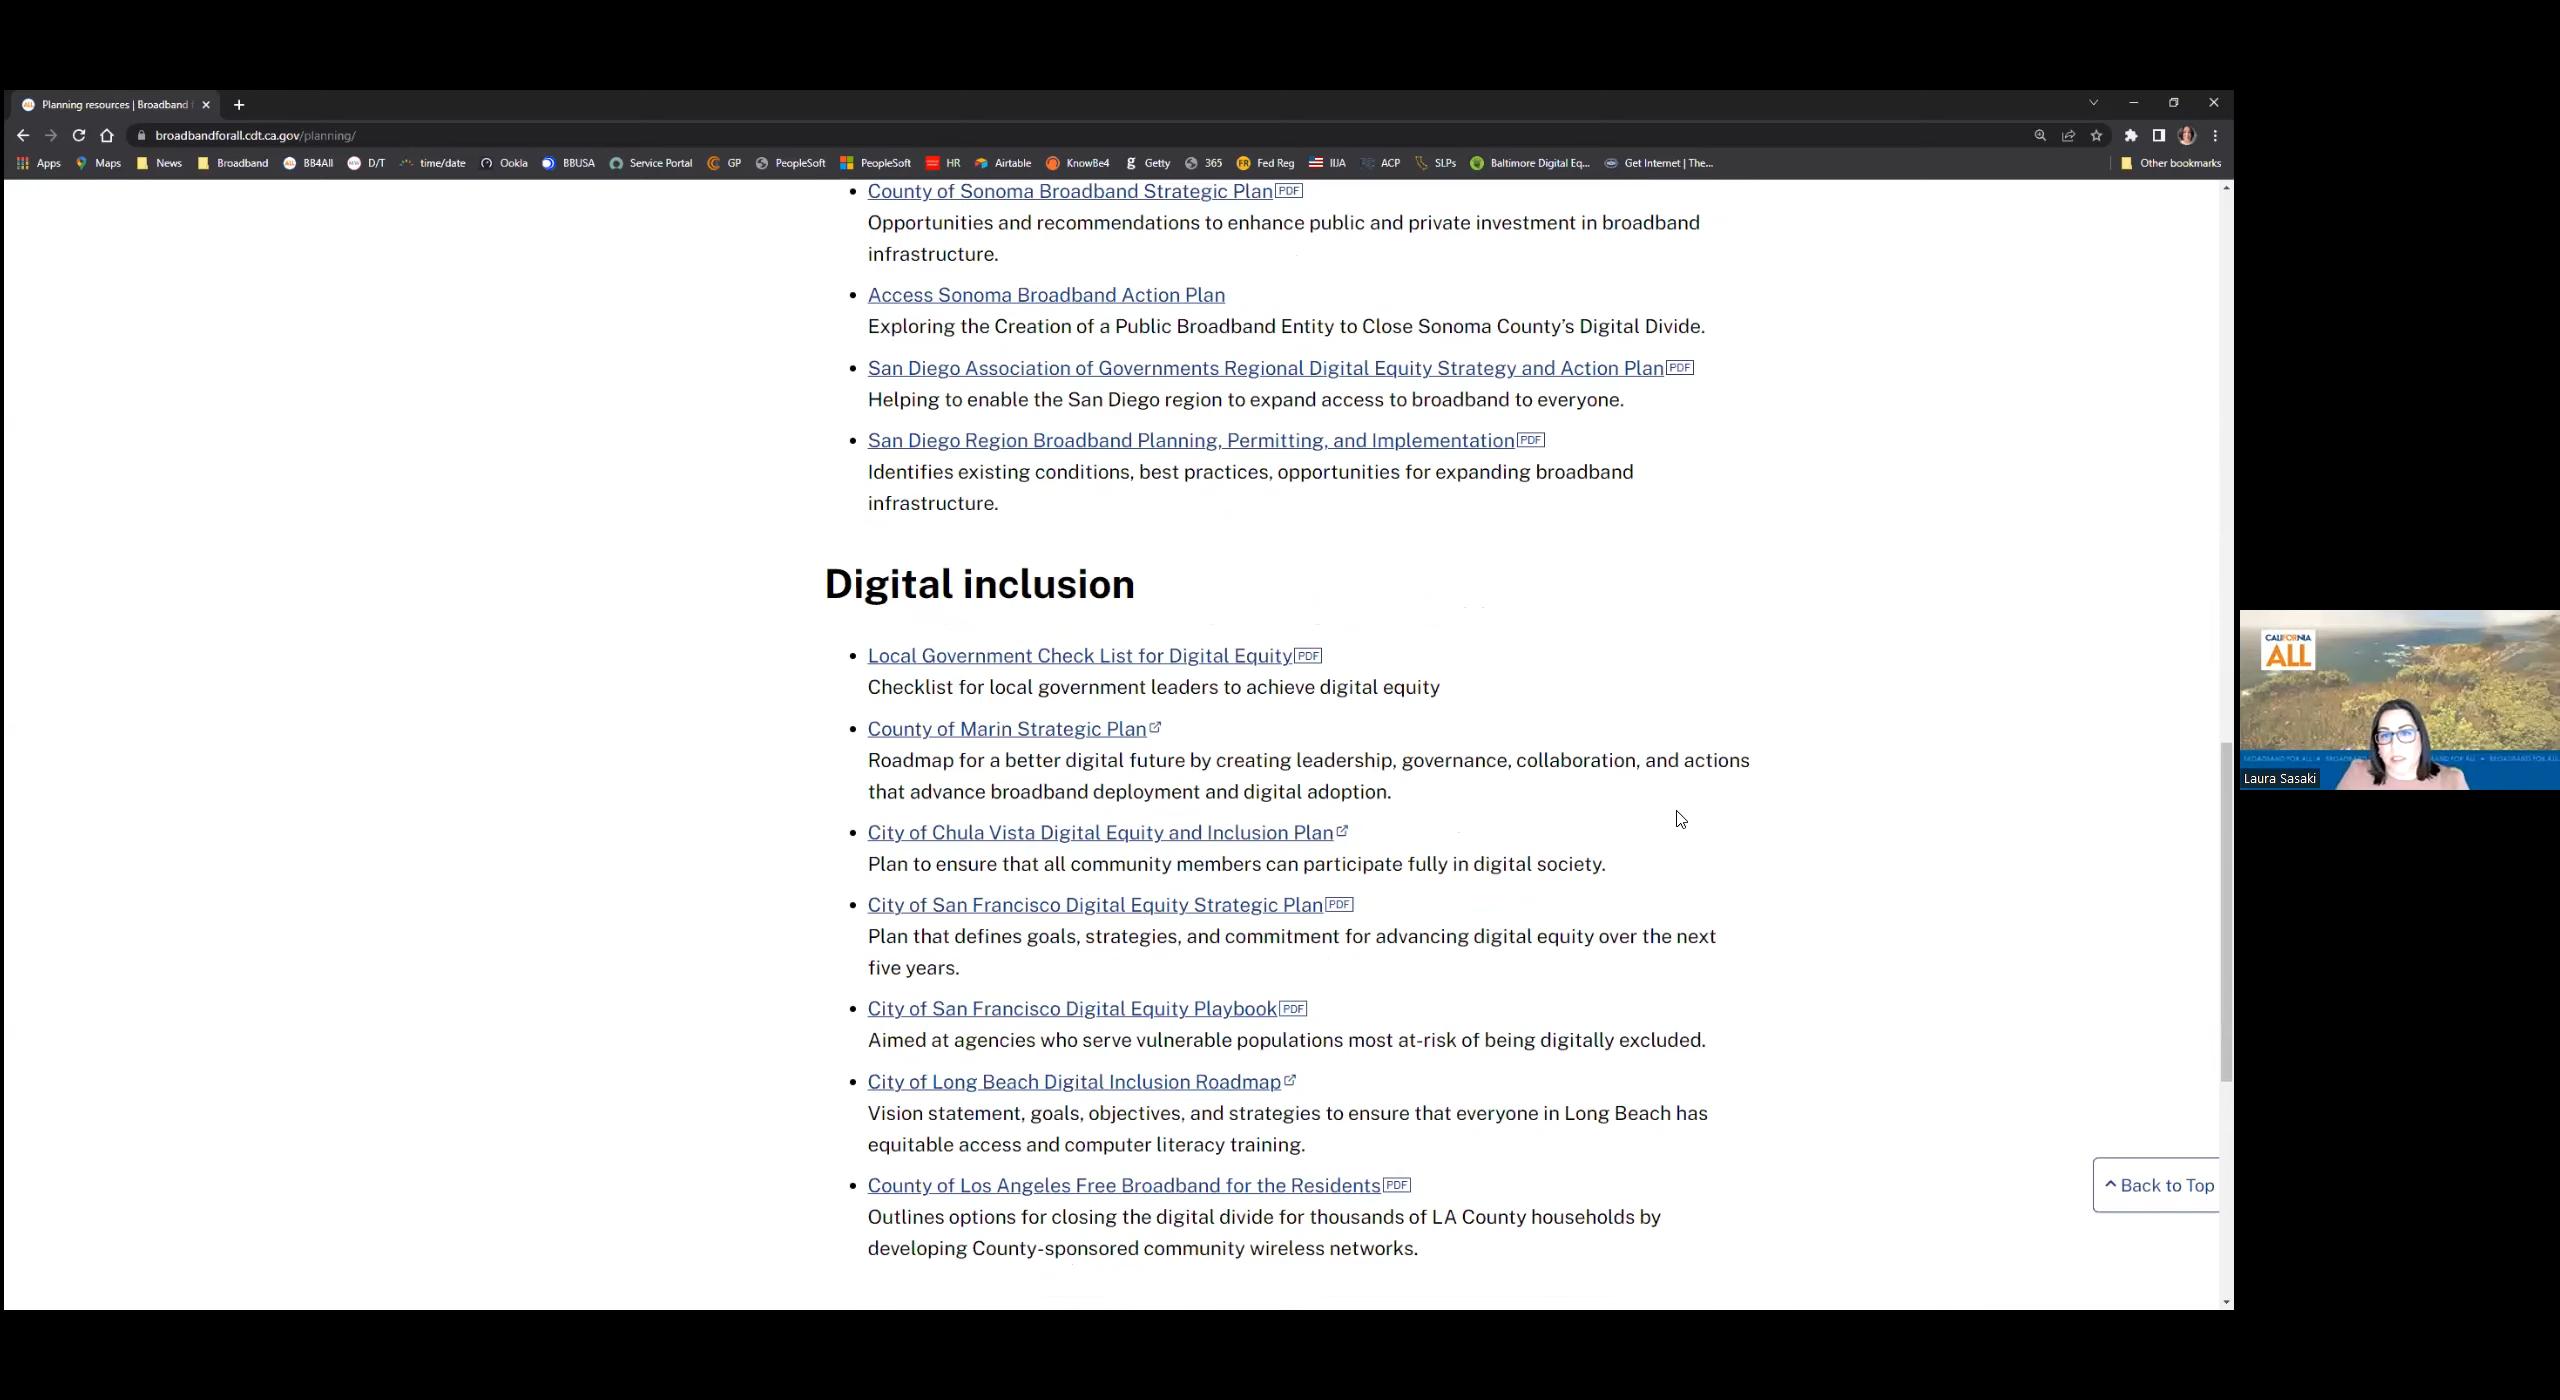 Planning resources | Broadband
broadbandforall.cdt.ca.gov/planning/
Apps Maps News Broadband BB4All D/T time/date Ookla BBUSA Service Portal GP PeopleSoft PeopleSoft HR Airtable KnowBe4 Getty 365 Fed Reg IIJA ACP SLPs Baltimore Digital Eq... Get Internet | The... Other bookmarks
County of Sonoma Broadband Strategic Plan PDF
Opportunities and recommendations to enhance public and private investment in broadband
infrastructure.
Access Sonoma Broadband Action Plan
Exploring the Creation of a Public Broadband Entity to Close Sonoma County’s Digital Divide.
San Diego Association of Governments Regional Digital Equity Strategy and Action Plan PDF
Helping to enable the San Diego region to expand access to broadband to everyone.
San Diego Region Broadband Planning, Permitting, and Implementation PDF
Identifies existing conditions, best practices, opportunities for expanding broadband
infrastructure.
Digital inclusion
Local Government Check List for Digital Equity PDF
Checklist for local government leaders to achieve digital equity
County of Marin Strategic Plan
Roadmap for a better digital future by creating leadership, governance, collaboration, and actions
that advance broadband deployment and digital adoption.
City of Chula Vista Digital Equity and Inclusion Plan
Plan to ensure that all community members can participate fully in digital society.
City of San Francisco Digital Equity Strategic Plan PDF
Plan that defines goals, strategies, and commitment for advancing digital equity over the next
five years.
City of San Francisco Digital Equity Playbook PDF
Aimed at agencies who serve vulnerable populations most at-risk of being digitally excluded.
City of Long Beach Digital Inclusion Roadmap
Vision statement, goals, objectives, and strategies to ensure that everyone in Long Beach has
equitable access and computer literacy training.
County of Los Angeles Free Broadband for the Residents PDF
Outlines options for closing the digital divide for thousands of LA County households by
developing County-sponsored community wireless networks.
Back to Top
CALIFORNIA
ALL
Laura Sasaki